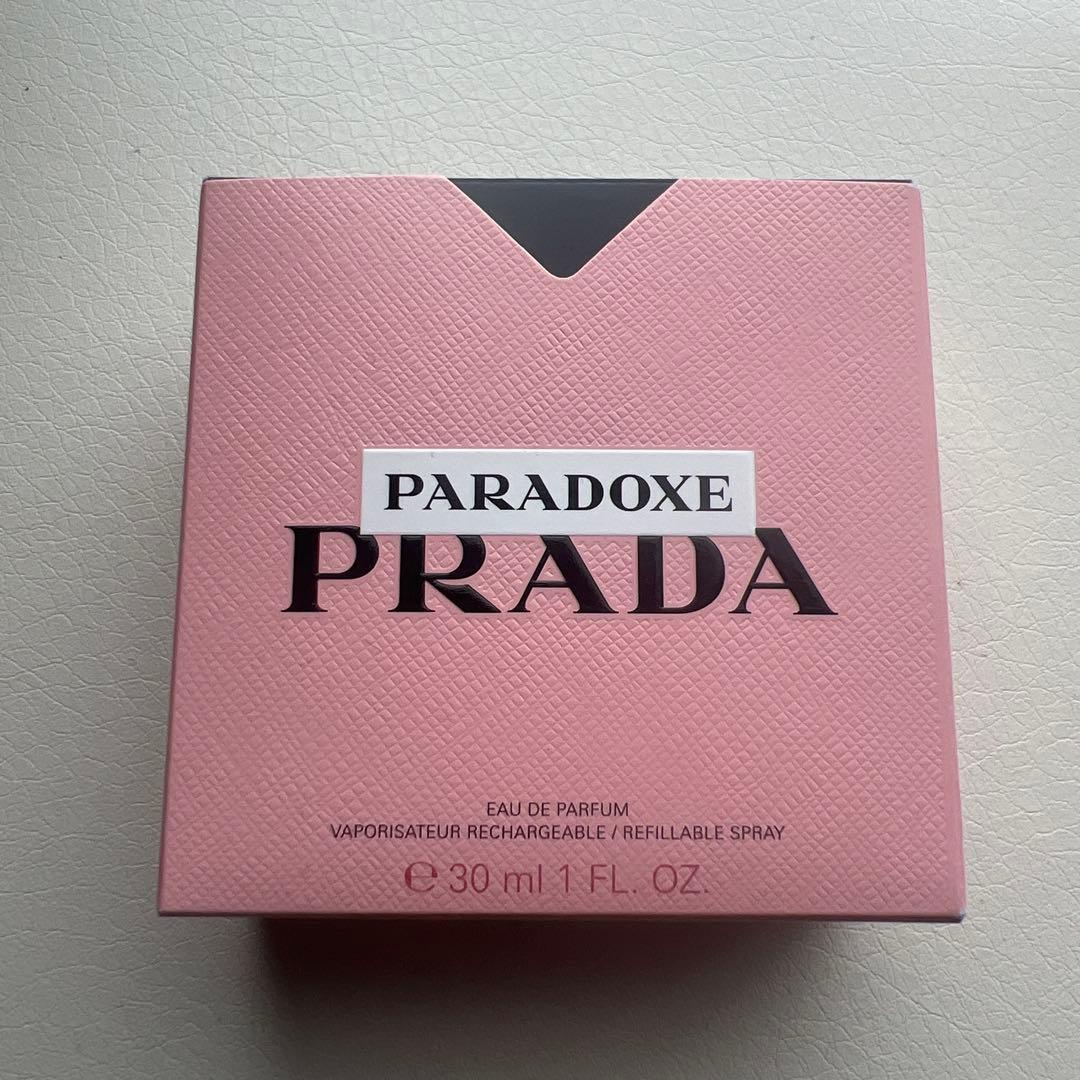 PARADOXE
PRADA
EAU DE PARFUM
VAPORISATEUR RECHARGEABLE / REFILLABLE SPRAY
℮ 30 ml 1 FL. OZ.